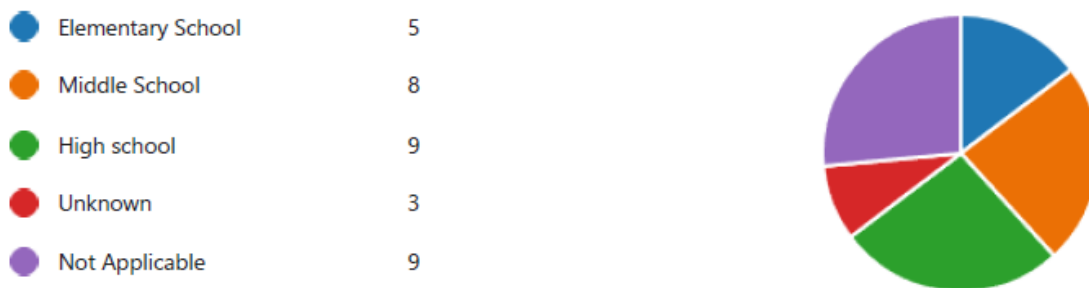 Elementary School 5
Middle School 8
High school 9
Unknown 3
Not Applicable 9